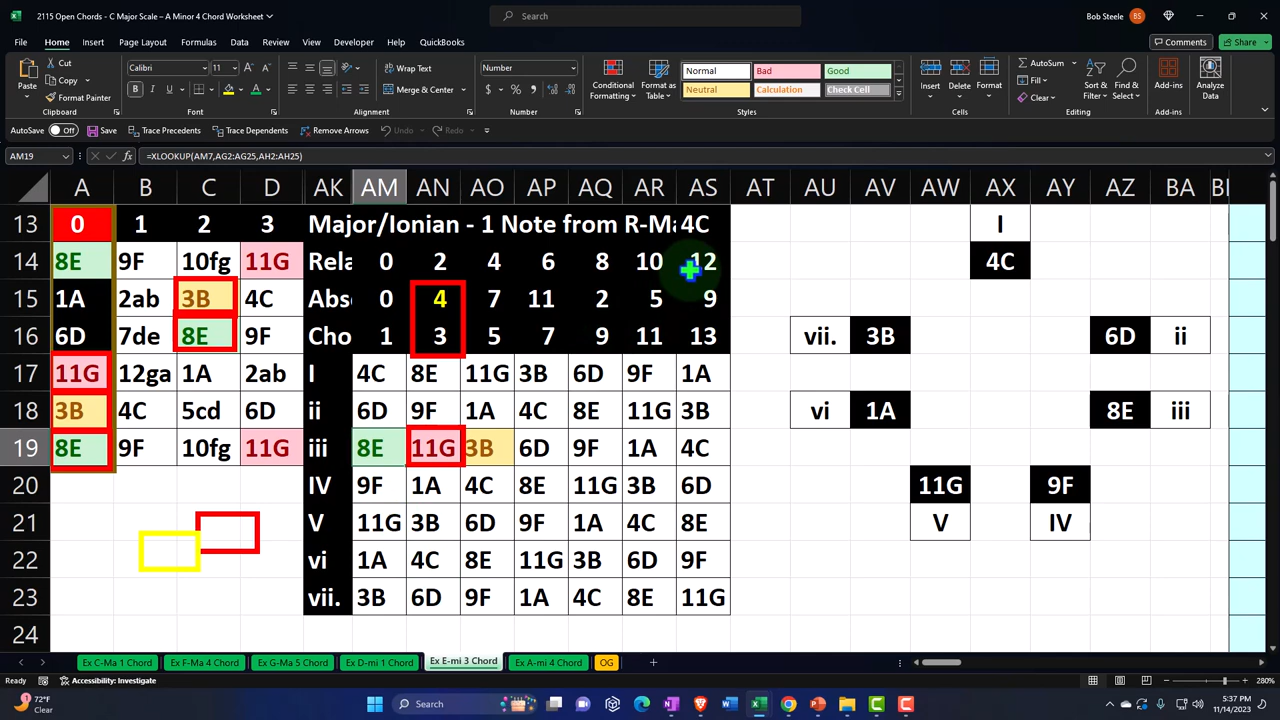 2115 Open Chords - C Major Scale – A Minor 4 Chord Worksheet
Search
Bob Steele BS
File Home Insert Page Layout Formulas Data Review View Developer Automate Help QuickBooks
Comments Share
Paste Cut Copy Format Painter
Calibri 11
Wrap Text
Merge & Center
Number
Conditional Formatting
Format as Table
Normal Bad Good
Neutral Calculation Check Cell
Insert Delete Format
AutoSum Fill Clear
Sort & Filter
Find & Select
Add-ins
Analyze Data
Clipboard Font Alignment Number Styles Cells Editing Add-ins
AutoSave Off Save Trace Precedents Trace Dependents Remove Arrows Undo Redo
AM19 =XLOOKUP(AM7,AG2:AG25,AH2:AH25)
A B C D AK AM AN AO AP AQ AR AS AT AU AV AW AX AY AZ BA BI
13 0 1 2 3 Major/Ionian - 1 Note from R-Ma 4C I
14 8E 9F 10fg 11G Rela 0 2 4 6 8 10 12 4C
15 1A 2ab 3B 4C Abso 0 4 7 11 2 5 9
16 6D 7de 8E 9F Cho 1 3 5 7 9 11 13 vii. 3B 6D ii
17 11G 12ga 1A 2ab I 4C 8E 11G 3B 6D 9F 1A
18 3B 4C 5cd 6D ii 6D 9F 1A 4C 8E 11G 3B vi 1A 8E iii
19 8E 9F 10fg 11G iii 8E 11G 3B 6D 9F 1A 4C
20 IV 9F 1A 4C 8E 11G 3B 6D 11G 9F
21 V 11G 3B 6D 9F 1A 4C 8E V IV
22 vi 1A 4C 8E 11G 3B 6D 9F
23 vii. 3B 6D 9F 1A 4C 8E 11G
24
Ex C-Ma 1 Chord Ex F-Ma 4 Chord Ex G-Ma 5 Chord Ex D-mi 1 Chord Ex E-mi 3 Chord Ex A-mi 4 Chord OG
Ready Accessibility: Investigate 280%
72°F
Clear
Search
5:37 PM
11/14/2023